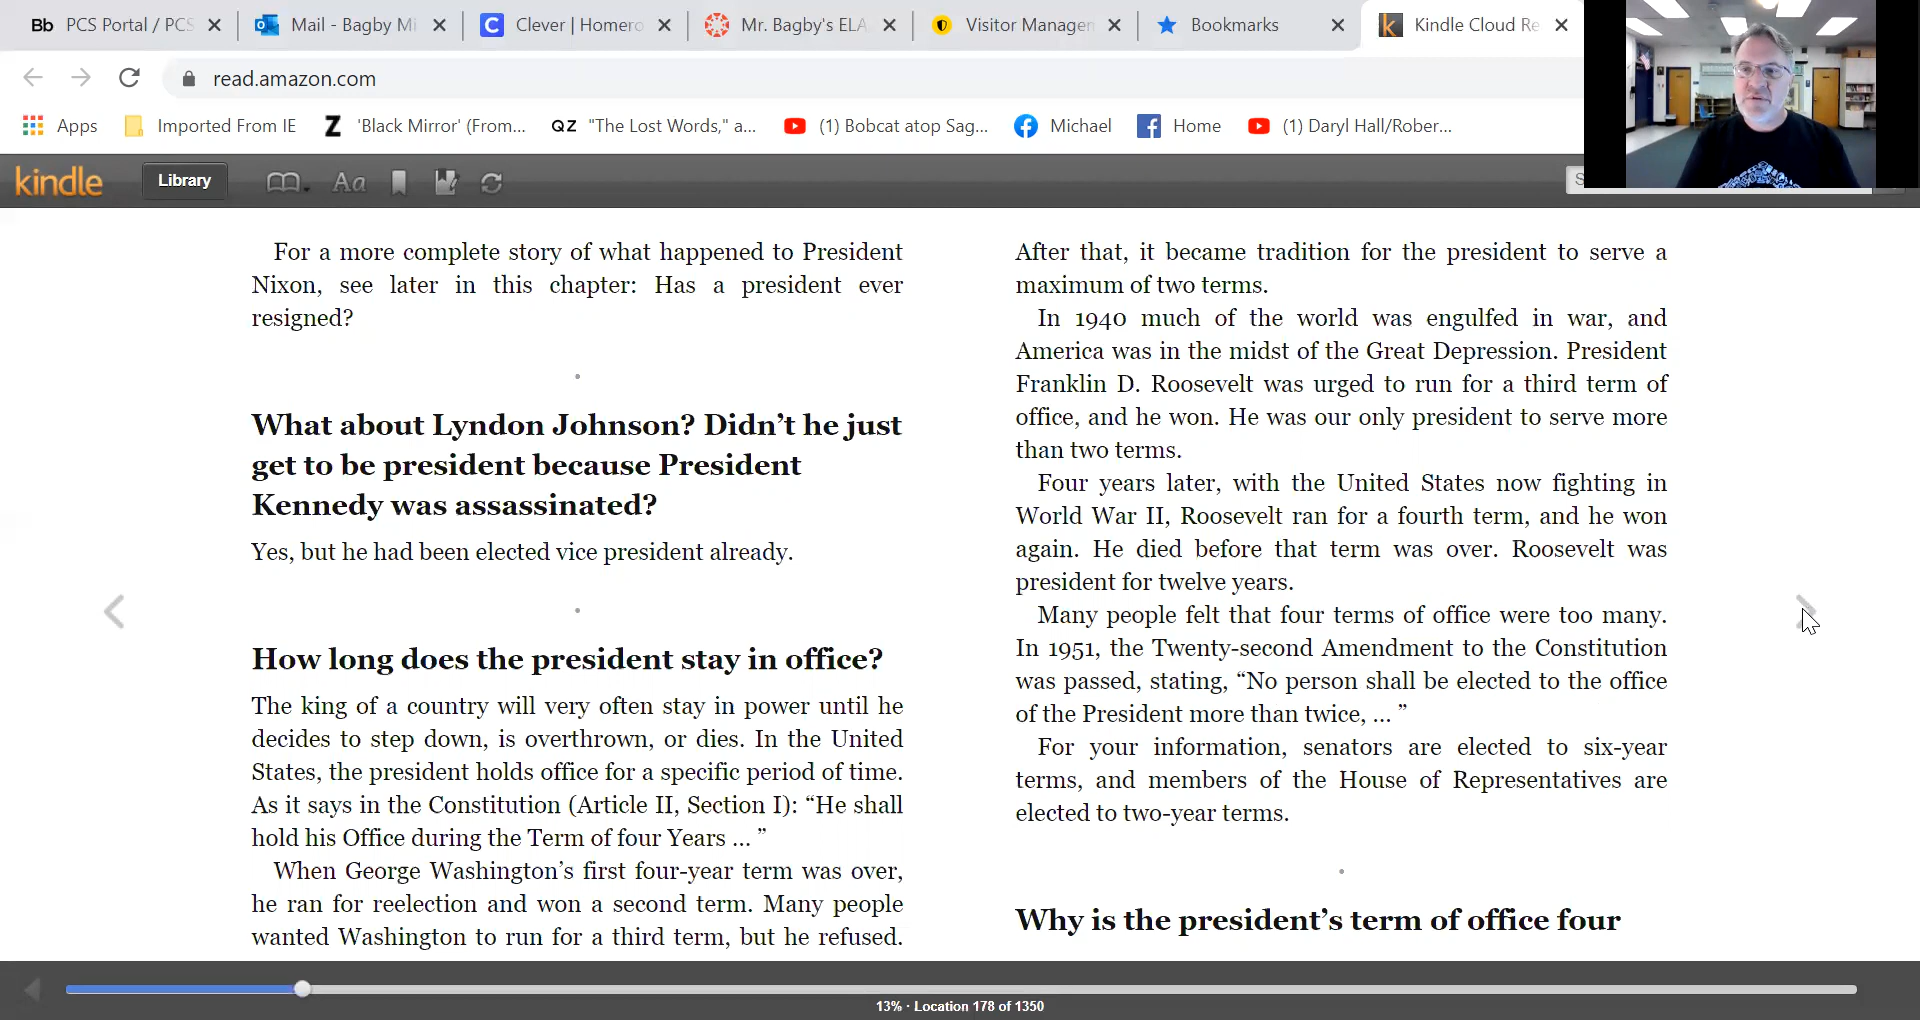 Bb PCS Portal / PCS
Mail - Bagby Mi
Clever | Homero
Mr. Bagby's ELA
Visitor Managem
Bookmarks
Kindle Cloud Re
read.amazon.com
Apps
Imported From IE
Z 'Black Mirror' (From...
QZ "The Lost Words," a...
(1) Bobcat atop Sag...
Michael
Home
(1) Daryl Hall/Rober...
kindle
Library
Aa
S
For a more complete story of what happened to President
Nixon, see later in this chapter: Has a president ever
resigned?
What about Lyndon Johnson? Didn’t he just
get to be president because President
Kennedy was assassinated?
Yes, but he had been elected vice president already.
How long does the president stay in office?
The king of a country will very often stay in power until he
decides to step down, is overthrown, or dies. In the United
States, the president holds office for a specific period of time.
As it says in the Constitution (Article II, Section I): “He shall
hold his Office during the Term of four Years ... ”
When George Washington’s first four-year term was over,
he ran for reelection and won a second term. Many people
wanted Washington to run for a third term, but he refused.
After that, it became tradition for the president to serve a
maximum of two terms.
In 1940 much of the world was engulfed in war, and
America was in the midst of the Great Depression. President
Franklin D. Roosevelt was urged to run for a third term of
office, and he won. He was our only president to serve more
than two terms.
Four years later, with the United States now fighting in
World War II, Roosevelt ran for a fourth term, and he won
again. He died before that term was over. Roosevelt was
president for twelve years.
Many people felt that four terms of office were too many.
In 1951, the Twenty-second Amendment to the Constitution
was passed, stating, “No person shall be elected to the office
of the President more than twice, ... ”
For your information, senators are elected to six-year
terms, and members of the House of Representatives are
elected to two-year terms.
Why is the president’s term of office four
13% · Location 178 of 1350